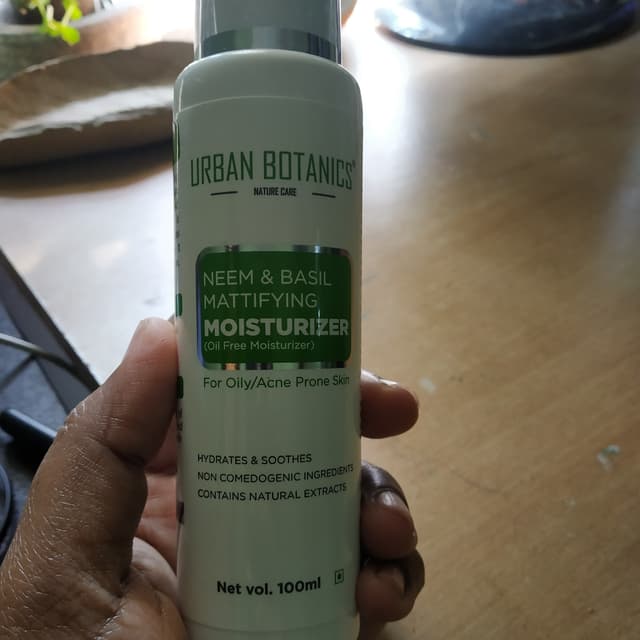 URBAN BOTANICS®
NATURE CARE
NEEM & BASIL
MATTIFYING
MOISTURIZER
(Oil Free Moisturizer)
For Oily/Acne Prone Skin
HYDRATES & SOOTHES
NON COMEDOGENIC INGREDIENTS
CONTAINS NATURAL EXTRACTS
Net vol. 100ml